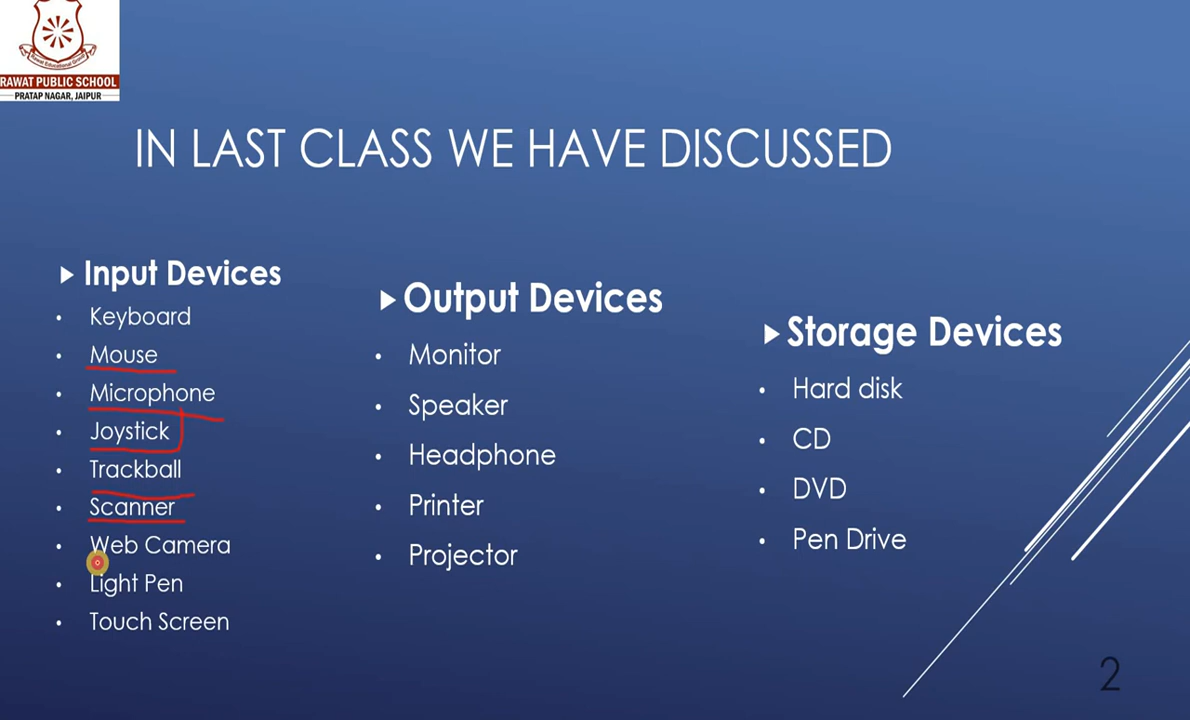 RAWAT PUBLIC SCHOOL
PRATAP NAGAR, JAIPUR
IN LAST CLASS WE HAVE DISCUSSED
Input Devices
Keyboard
Mouse
Microphone
Joystick
Trackball
Scanner
Web Camera
Light Pen
Touch Screen
Output Devices
Monitor
Speaker
Headphone
Printer
Projector
Storage Devices
Hard disk
CD
DVD
Pen Drive
2